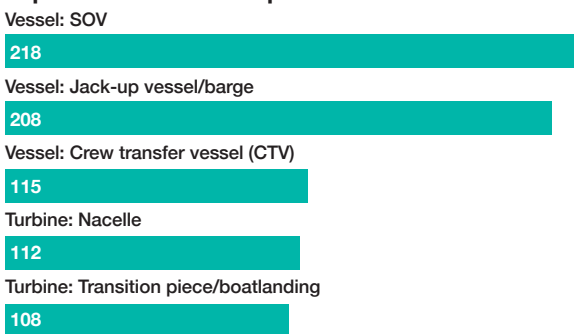 Vessel: SOV
218
Vessel: Jack-up vessel/barge
208
Vessel: Crew transfer vessel (CTV)
115
Turbine: Nacelle
112
Turbine: Transition piece/boatlanding
108